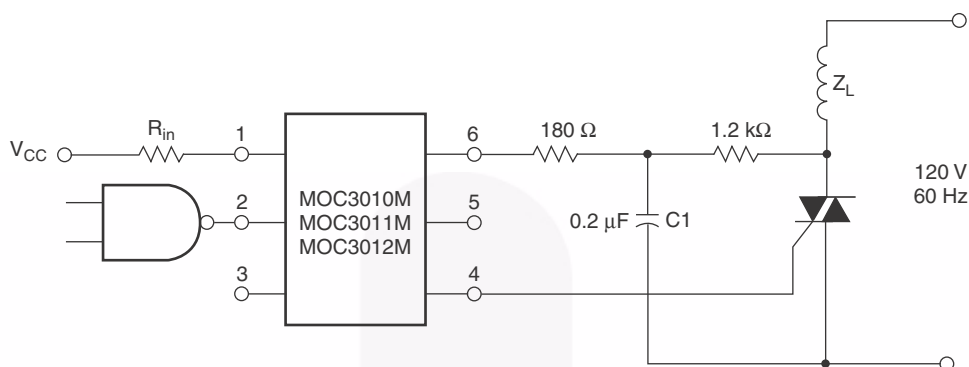 V_CC
R_in
1
2
3
MOC3010M
MOC3011M
MOC3012M
6
5
4
180 Ω
1.2 kΩ
0.2 μF
C1
Z_L
120 V
60 Hz